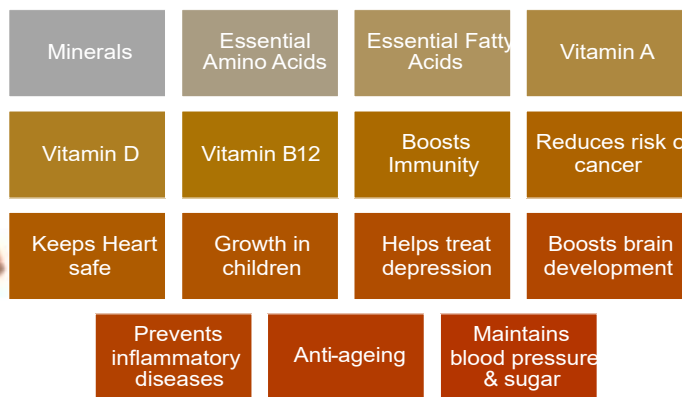 Minerals
Essential
Amino Acids
Essential Fatty
Acids
Vitamin A
Vitamin D
Vitamin B12
Boosts
Immunity
Reduces risk o
cancer
Keeps Heart
safe
Growth in
children
Helps treat
depression
Boosts brain
development
Prevents
inflammatory
diseases
Anti-ageing
Maintains
blood pressure
& sugar